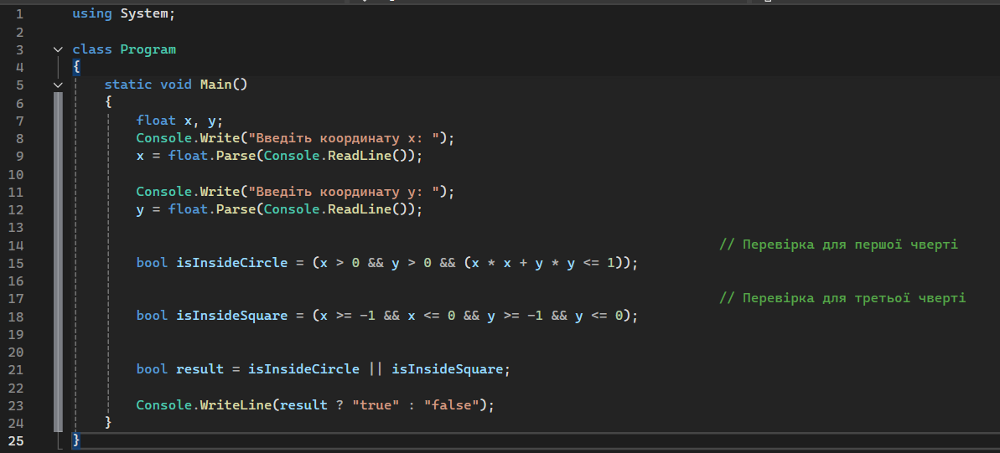 1 using System;
2
3 class Program
4 {
5 static void Main()
6 {
7 float x, y;
8 Console.Write("Введіть координату x: ");
9 x = float.Parse(Console.ReadLine());
10
11 Console.Write("Введіть координату y: ");
12 y = float.Parse(Console.ReadLine());
13
14 // Перевірка для першої чверті
15 bool isInsideCircle = (x > 0 && y > 0 && (x * x + y * y <= 1));
16
17 // Перевірка для третьої чверті
18 bool isInsideSquare = (x >= -1 && x <= 0 && y >= -1 && y <= 0);
19
20
21 bool result = isInsideCircle || isInsideSquare;
22
23 Console.WriteLine(result ? "true" : "false");
24 }
25 }